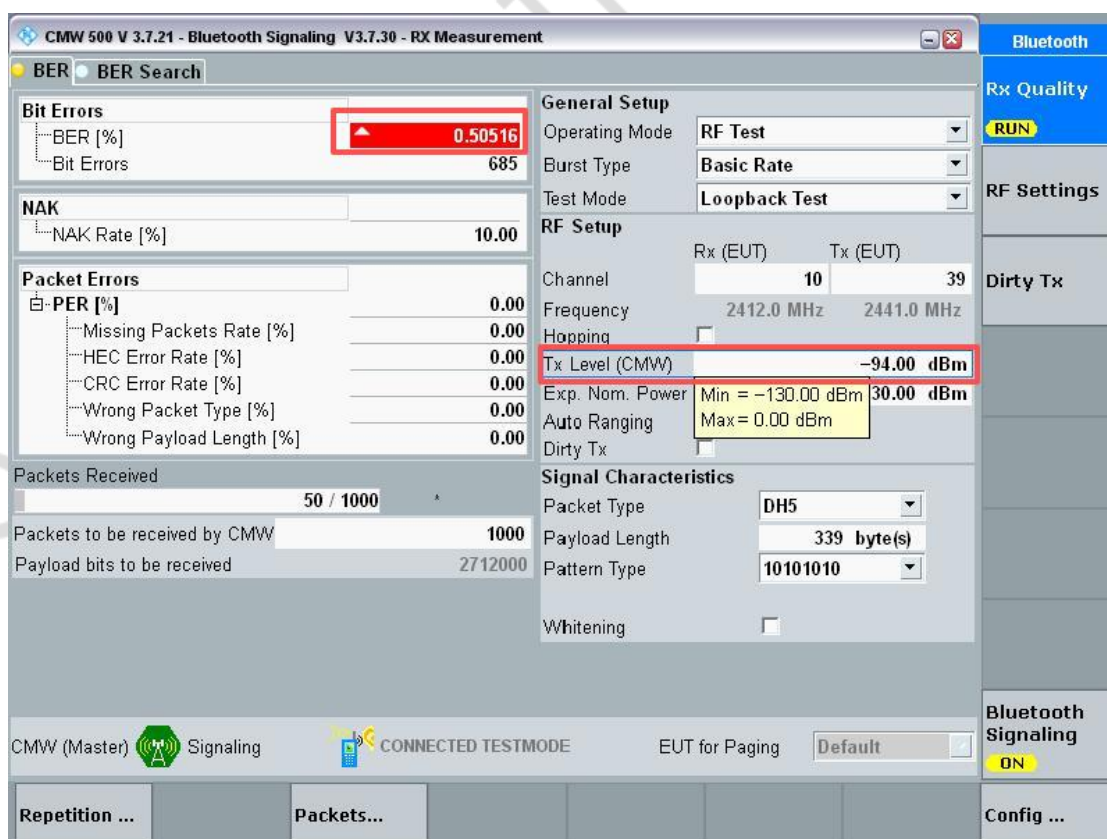 CMW 500 V 3.7.21 - Bluetooth Signaling V3.7.30 - RX Measurement
BER BER Search
Bit Errors
BER [%] 0.50516
Bit Errors 685
NAK
NAK Rate [%] 10.00
Packet Errors
PER [%] 0.00
Missing Packets Rate [%] 0.00
HEC Error Rate [%] 0.00
CRC Error Rate [%] 0.00
Wrong Packet Type [%] 0.00
Wrong Payload Length [%] 0.00
Packets Received
50 / 1000 *
Packets to be received by CMW 1000
Payload bits to be received 2712000
General Setup
Operating Mode RF Test
Burst Type Basic Rate
Test Mode Loopback Test
RF Setup
Rx (EUT) Tx (EUT)
Channel 10 39
Frequency 2412.0 MHz 2441.0 MHz
Hopping
Tx Level (CMW) −94.00 dBm
Exp. Nom. Power 30.00 dBm
Min = −130.00 dBm
Max= 0.00 dBm
Auto Ranging
Dirty Tx
Signal Characteristics
Packet Type DH5
Payload Length 339 byte(s)
Pattern Type 10101010
Whitening
CMW (Master) Signaling CONNECTED TESTMODE EUT for Paging Default
Repetition ... Packets...
Bluetooth
Rx Quality
RUN
RF Settings
Dirty Tx
Bluetooth
Signaling
ON
Config ...